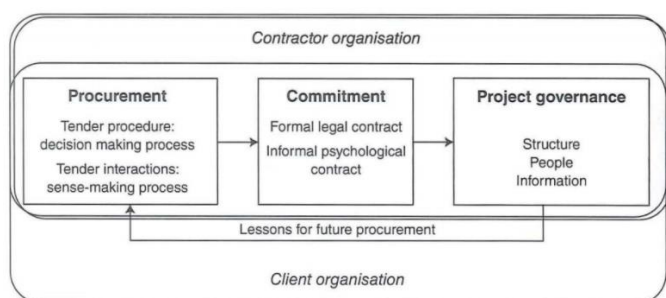 Contractor organisation
Procurement
Tender procedure:
decision making process
Tender interactions:
sense-making process
Commitment
Formal legal contract
Informal psychological
contract
Project governance
Structure
People
Information
Lessons for future procurement
Client organisation